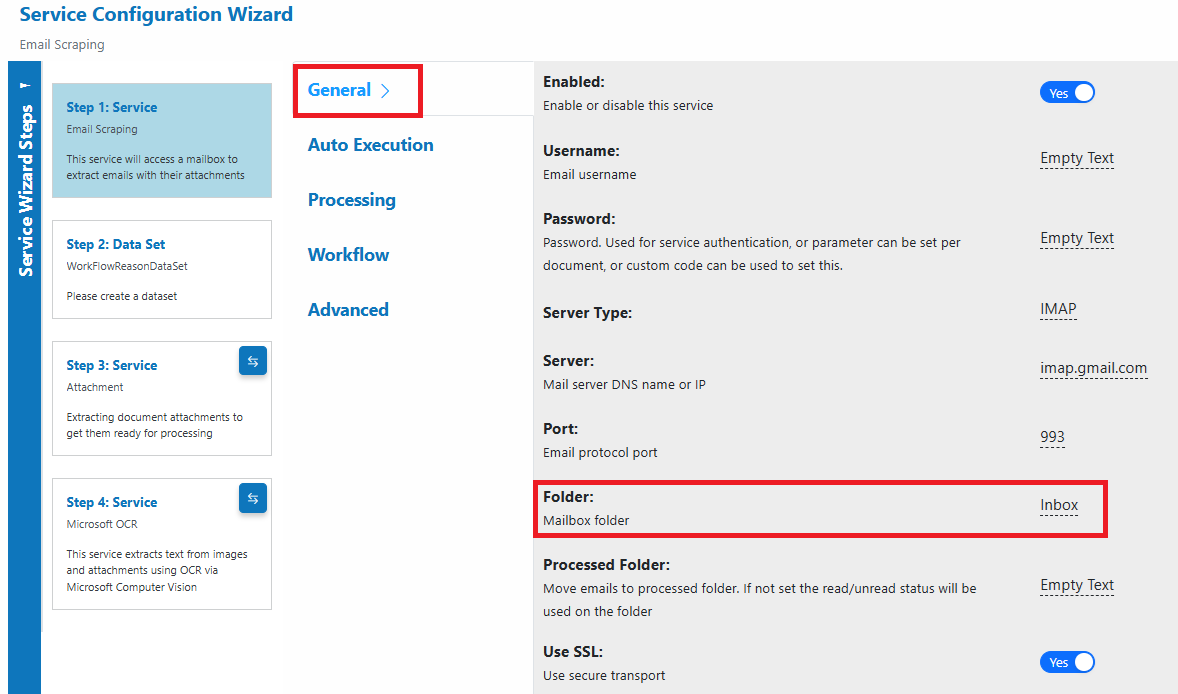 Service Configuration Wizard
Email Scraping
Service Wizard Steps
Step 1: Service
Email Scraping
This service will access a mailbox to
extract emails with their attachments
Step 2: Data Set
WorkFlowReasonDataSet
Please create a dataset
Step 3: Service
Attachment
Extracting document attachments to
get them ready for processing
Step 4: Service
Microsoft OCR
This service extracts text from images
and attachments using OCR via
Microsoft Computer Vision
General
Auto Execution
Processing
Workflow
Advanced
Enabled:
Enable or disable this service
Yes
Username:
Email username
Empty Text
Password:
Password. Used for service authentication, or parameter can be set per
document, or custom code can be used to set this.
Empty Text
Server Type:
IMAP
Server:
Mail server DNS name or IP
imap.gmail.com
Port:
Email protocol port
993
Folder:
Mailbox folder
Inbox
Processed Folder:
Move emails to processed folder. If not set the read/unread status will be
used on the folder
Empty Text
Use SSL:
Use secure transport
Yes